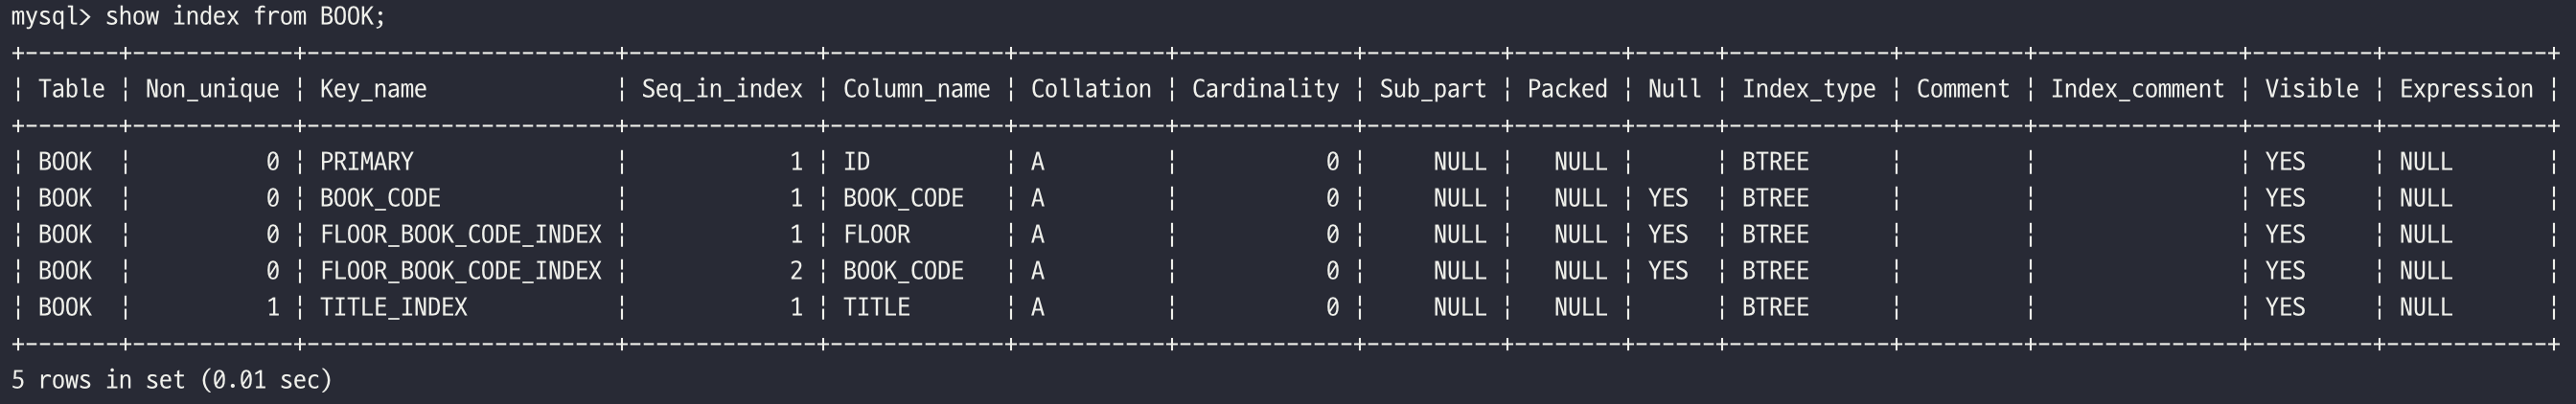 mysql> show index from BOOK;
+-------+------------+-----------------------+--------------+-------------+-----------+-------------+----------+--------+------+------------+---------+---------------+---------+------------+
| Table | Non_unique | Key_name              | Seq_in_index | Column_name | Collation | Cardinality | Sub_part | Packed | Null | Index_type | Comment | Index_comment | Visible | Expression |
+-------+------------+-----------------------+--------------+-------------+-----------+-------------+----------+--------+------+------------+---------+---------------+---------+------------+
| BOOK  |          0 | PRIMARY               |            1 | ID          | A         |           0 |     NULL |   NULL |      | BTREE      |         |               | YES     | NULL       |
| BOOK  |          0 | BOOK_CODE             |            1 | BOOK_CODE   | A         |           0 |     NULL |   NULL | YES  | BTREE      |         |               | YES     | NULL       |
| BOOK  |          0 | FLOOR_BOOK_CODE_INDEX |            1 | FLOOR       | A         |           0 |     NULL |   NULL | YES  | BTREE      |         |               | YES     | NULL       |
| BOOK  |          0 | FLOOR_BOOK_CODE_INDEX |            2 | BOOK_CODE   | A         |           0 |     NULL |   NULL | YES  | BTREE      |         |               | YES     | NULL       |
| BOOK  |          1 | TITLE_INDEX           |            1 | TITLE       | A         |           0 |     NULL |   NULL |      | BTREE      |         |               | YES     | NULL       |
+-------+------------+-----------------------+--------------+-------------+-----------+-------------+----------+--------+------+------------+---------+---------------+---------+------------+
5 rows in set (0.01 sec)